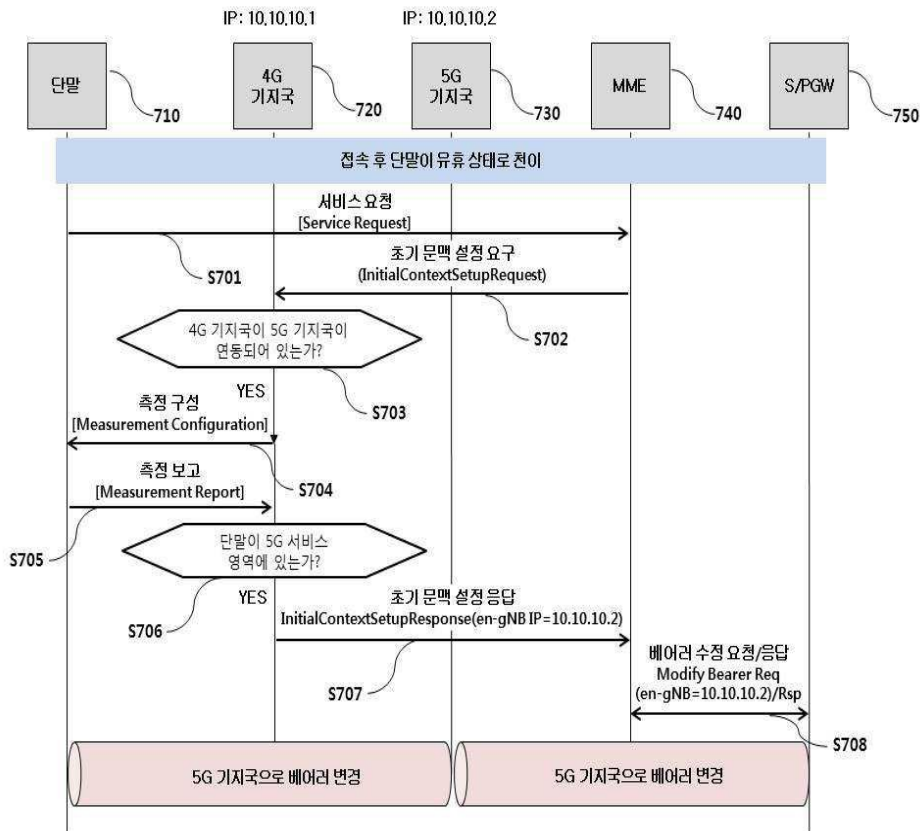 IP: 10.10.10.1
IP: 10.10.10.2
단말
710
4G
기지국
720
5G
기지국
730
MME
740
S/PGW
750
접속 후 단말이 유휴 상태로 천이
서비스 요청
[Service Request]
S701
초기 문맥 설정 요구
(InitialContextSetupRequest)
S702
4G 기지국이 5G 기지국이
연동되어 있는가?
S703
YES
측정 구성
[Measurement Configuration]
S704
측정 보고
[Measurement Report]
S705
단말이 5G 서비스
영역에 있는가?
S706
YES
초기 문맥 설정 응답
InitialContextSetupResponse(en-gNB IP=10.10.10.2)
S707
베어러 수정 요청/응답
Modify Bearer Req
(en-gNB=10.10.10.2)/Rsp
S708
5G 기지국으로 베어러 변경
5G 기지국으로 베어러 변경